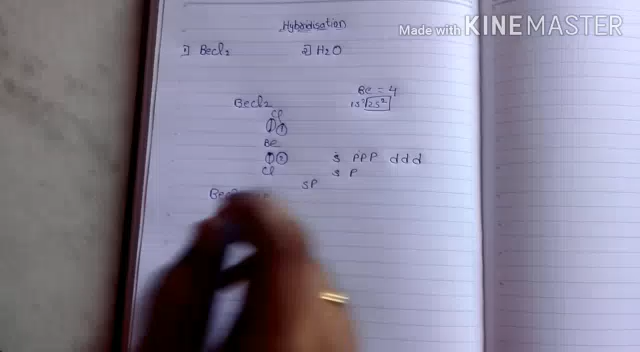 Made with KINEMASTER
Hybridisation
1] BeCl2 2] H2O
Be = 4
1s² 2s²
BeCl2
Cl
Be
Cl
s PPP ddd
s P
sP